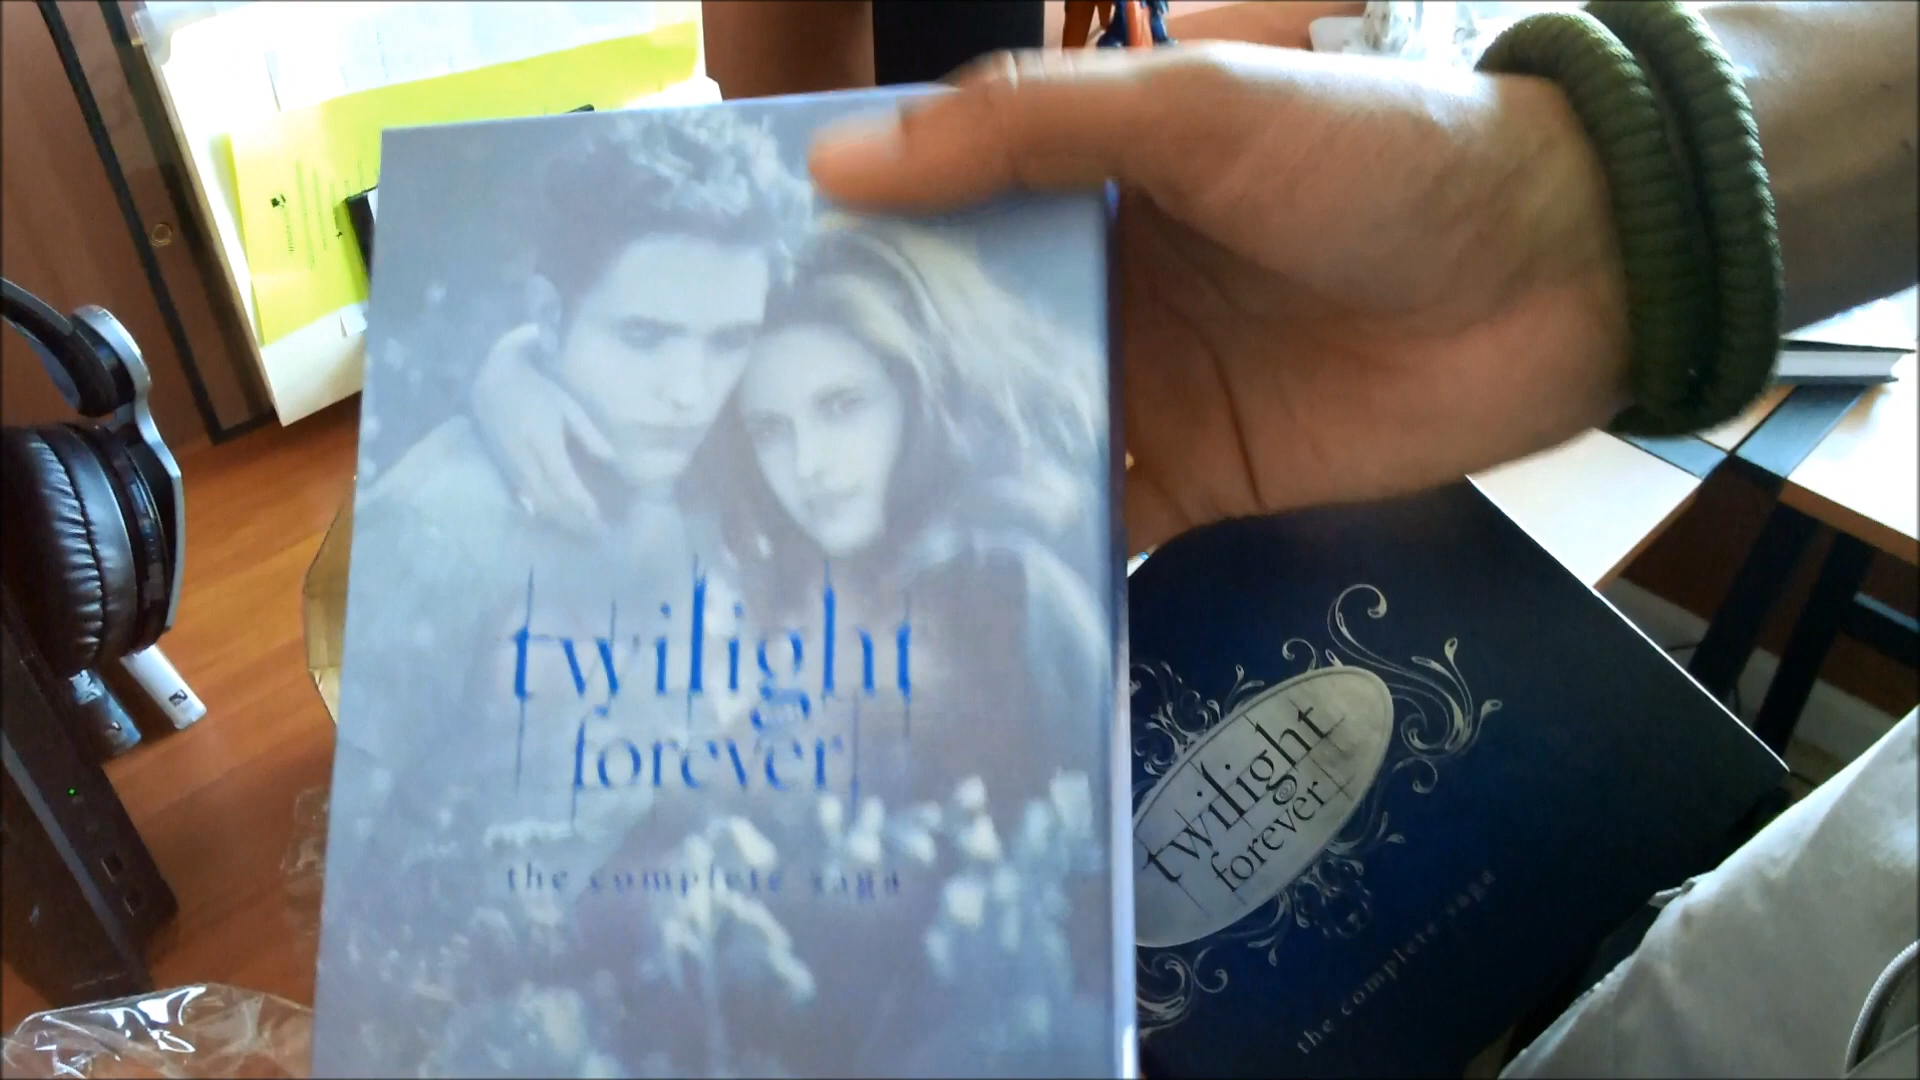 twilight
forever
the complete saga
twilight
forever
the complete saga